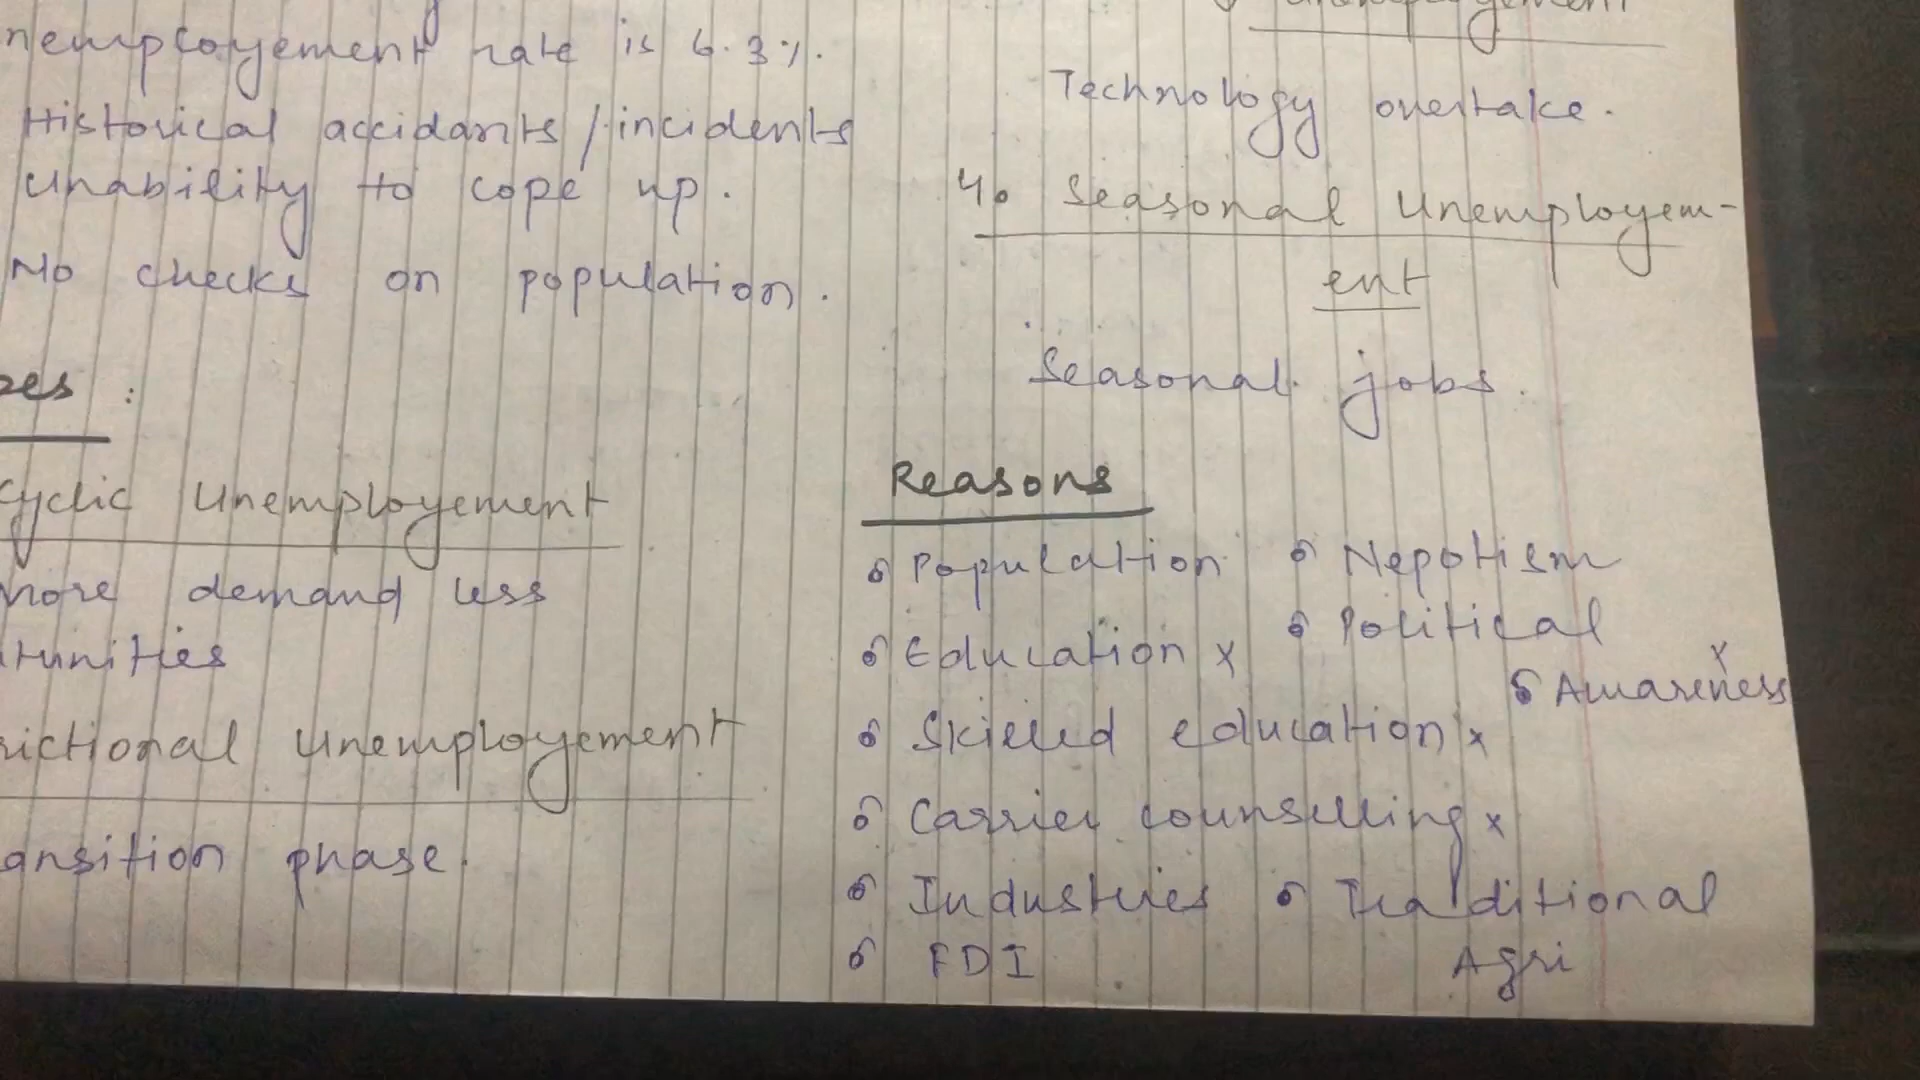 nemployement rate is 6.3%.
Historical accidants / incidents
unability to cope up.
No checks on population.
pes :
Cyclic Unemployement
more demand less
tunities
rictional Unemployement
ansition phase.
unemployement
Technology overtake.
4. Seasonal Unemployem-
ent
Seasonal jobs.
Reasons
Population
Nepotism
Education x
Political
Awareness x
Skilled education x
Carrier counselling x
Industries
Traditional
Agri
FDI